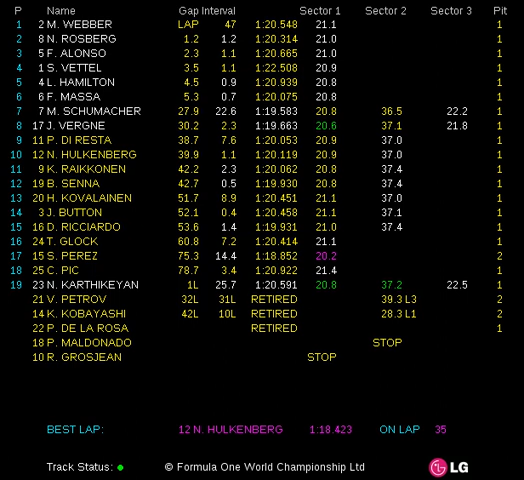 P Name Gap Interval Sector 1 Sector 2 Sector 3 Pit
1 2 M. WEBBER LAP 47 1:20.548 21.1 1
2 8 N. ROSBERG 1.2 1.2 1:20.314 21.0 1
3 5 F. ALONSO 2.3 1.1 1:20.665 21.0 1
4 1 S. VETTEL 3.5 1.1 1:22.508 20.9 1
5 4 L. HAMILTON 4.5 0.9 1:20.939 20.8 1
6 6 F. MASSA 5.3 0.7 1:20.075 20.8 1
7 7 M. SCHUMACHER 27.9 22.6 1:19.583 20.8 36.5 22.2 1
8 17 J. VERGNE 30.2 2.3 1:19.663 20.6 37.1 21.8 1
9 11 P. DI RESTA 38.7 7.6 1:20.053 20.9 37.0 1
10 12 N. HULKENBERG 39.9 1.1 1:20.119 20.9 37.0 1
11 9 K. RAIKKONEN 42.2 2.3 1:20.062 20.8 37.4 1
12 19 B. SENNA 42.7 0.5 1:19.930 20.8 37.4 1
13 20 H. KOVALAINEN 51.7 8.9 1:20.451 21.1 37.0 1
14 3 J. BUTTON 52.1 0.4 1:20.458 21.1 37.1 1
15 16 D. RICCIARDO 53.6 1.4 1:19.931 21.0 37.4 1
16 24 T. GLOCK 60.8 7.2 1:20.414 21.1 1
17 15 S. PEREZ 75.3 14.4 1:18.852 20.2 2
18 25 C. PIC 78.7 3.4 1:20.922 21.4 1
19 23 N. KARTHIKEYAN 1L 25.7 1:20.591 20.8 37.2 22.5 1
21 V. PETROV 32L 31L RETIRED 39.3 L3 2
14 K. KOBAYASHI 42L 10L RETIRED 28.3 L1 2
22 P. DE LA ROSA RETIRED 1
18 P. MALDONADO STOP
10 R. GROSJEAN STOP
BEST LAP: 12 N. HULKENBERG 1:18.423 ON LAP 35
Track Status: © Formula One World Championship Ltd LG